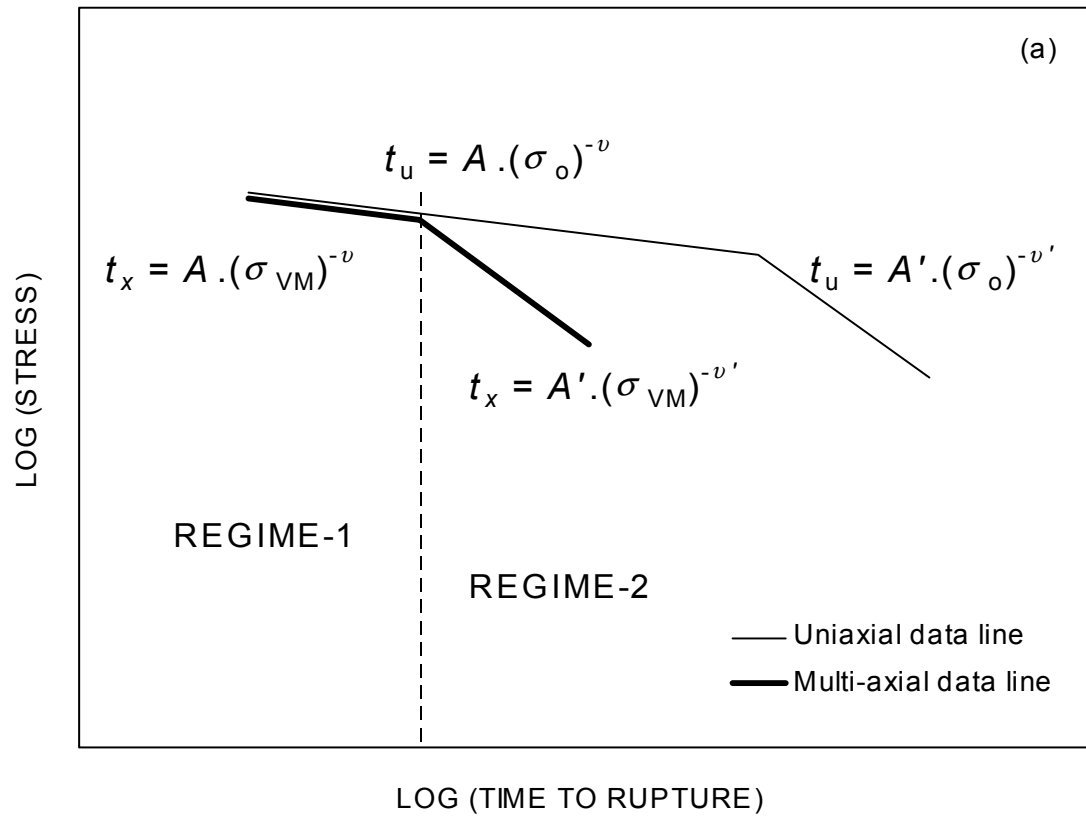 (a)
t_u = A .(σ_o)^-υ
t_x = A .(σ_VM)^-υ
t_u = A'.(σ_o)^-υ'
t_x = A'.(σ_VM)^-υ'
LOG (STRESS)
REGIME-1
REGIME-2
Uniaxial data line
Multi-axial data line
LOG (TIME TO RUPTURE)